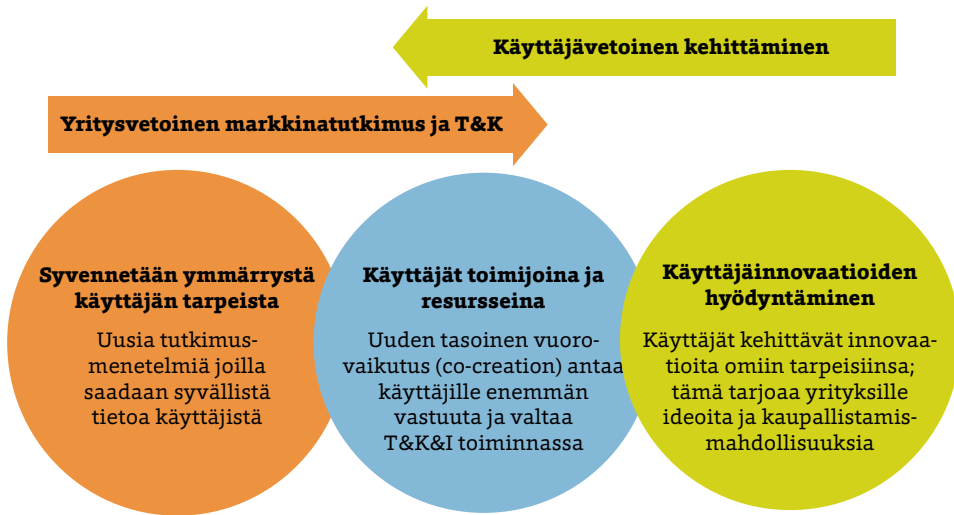 Käyttäjävetoinen kehittäminen
Yritysvetoinen markkinatutkimus ja T&K
Syvennetään ymmärrystä
käyttäjän tarpeista
Uusia tutkimus-
menetelmiä joilla
saadaan syvällistä
tietoa käyttäjistä
Käyttäjät toimijoina ja
resursseina
Uuden tasoinen vuoro-
vaikutus (co-creation) antaa
käyttäjille enemmän
vastuuta ja valtaa
T&K&I toiminnassa
Käyttäjäinnovaatioiden
hyödyntäminen
Käyttäjät kehittävät innovaa-
tioita omiin tarpeisiinsa;
tämä tarjoaa yrityksille
ideoita ja kaupallistamis-
mahdollisuuksia